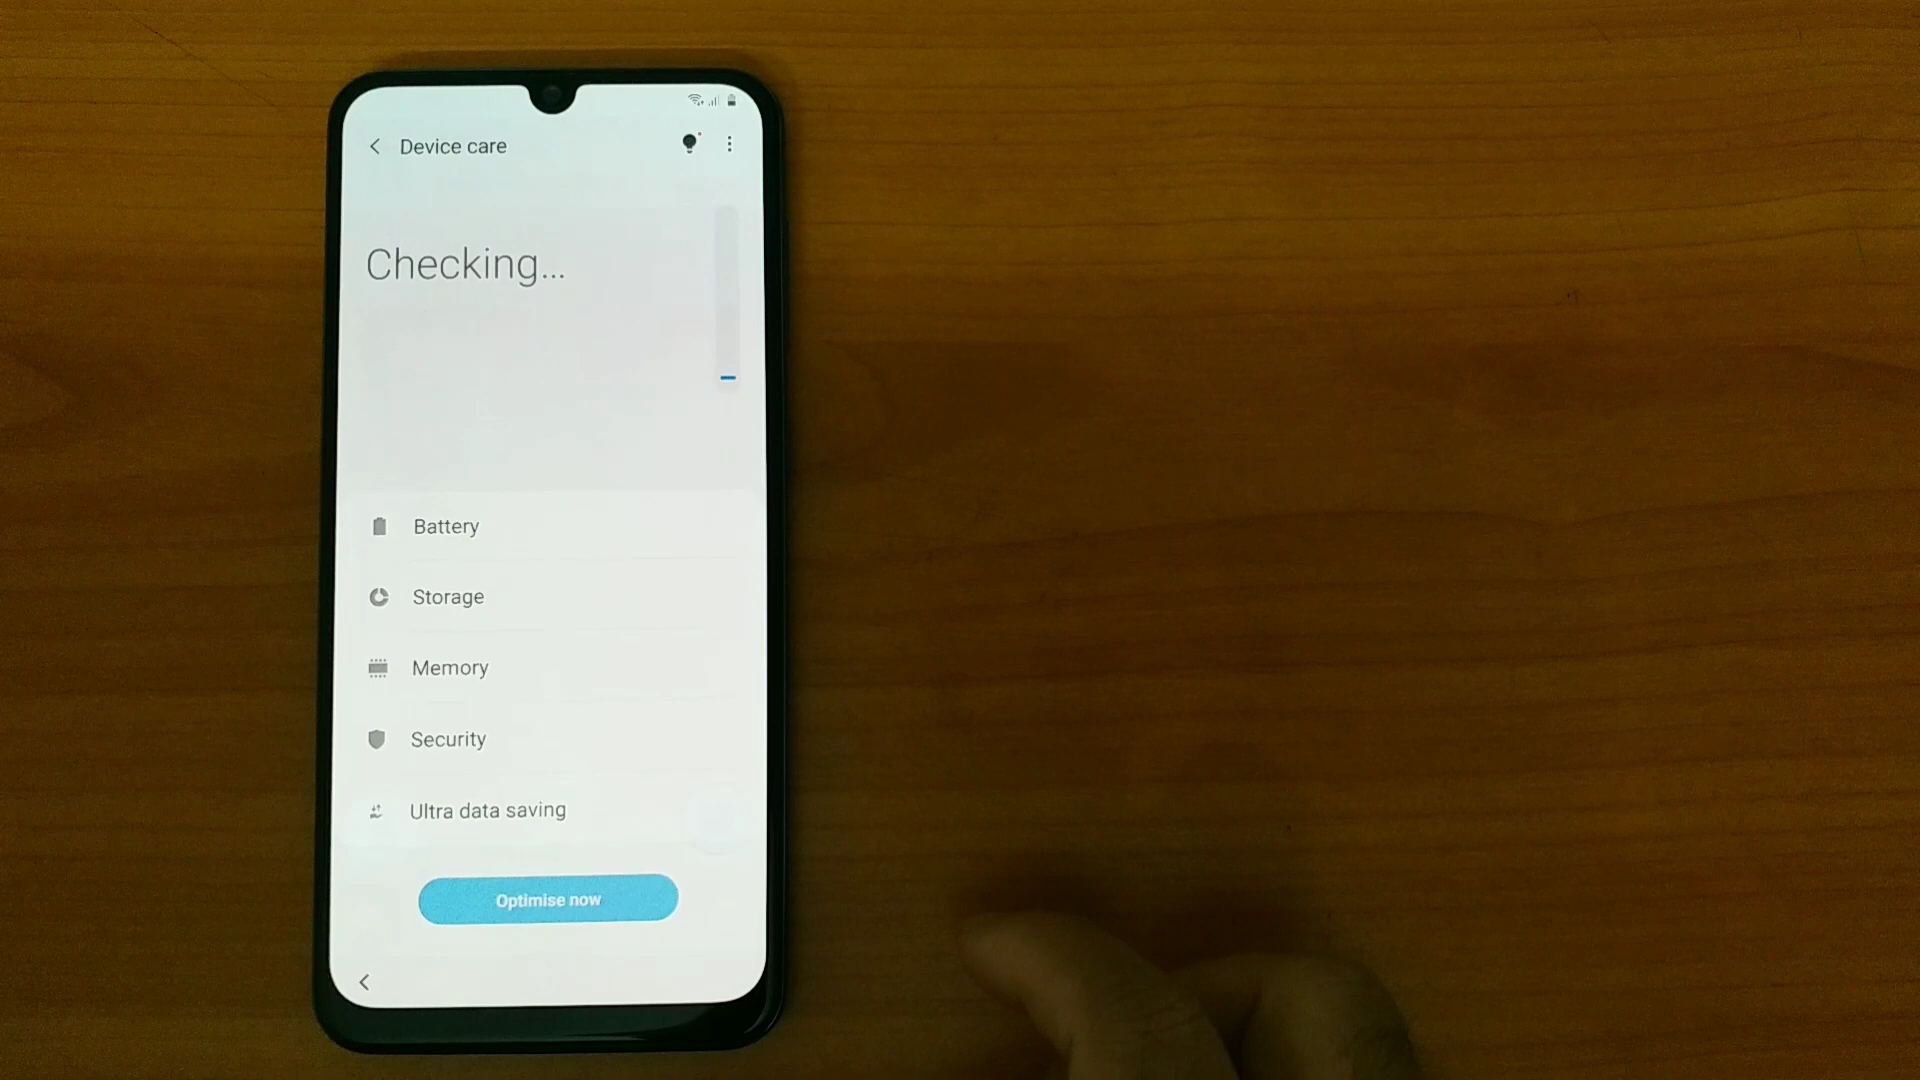 Device care
Checking...
Battery
Storage
Memory
Security
Ultra data saving
Optimise now